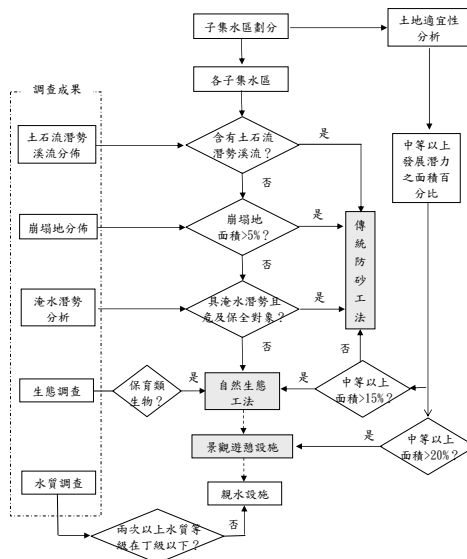 子集水區劃分
土地適宜性
分析
各子集水區
調查成果
土石流潛勢
溪流分佈
含有土石流
潛勢溪流？
是
否
中等以上
發展潛力
之面積百
分比
崩塌地分佈
崩塌地
面積>5%？
是
否
傳統防砂工法
淹水潛勢
分析
具淹水潛勢且
危及保全對象？
是
否
否
生態調查
保育類
生物？
是
自然生態
工法
是
中等以上
面積>15%？
景觀遊憩設施
是
中等以上
面積>20%？
水質調查
親水設施
兩次以上水質等
級在丁級以下？
否